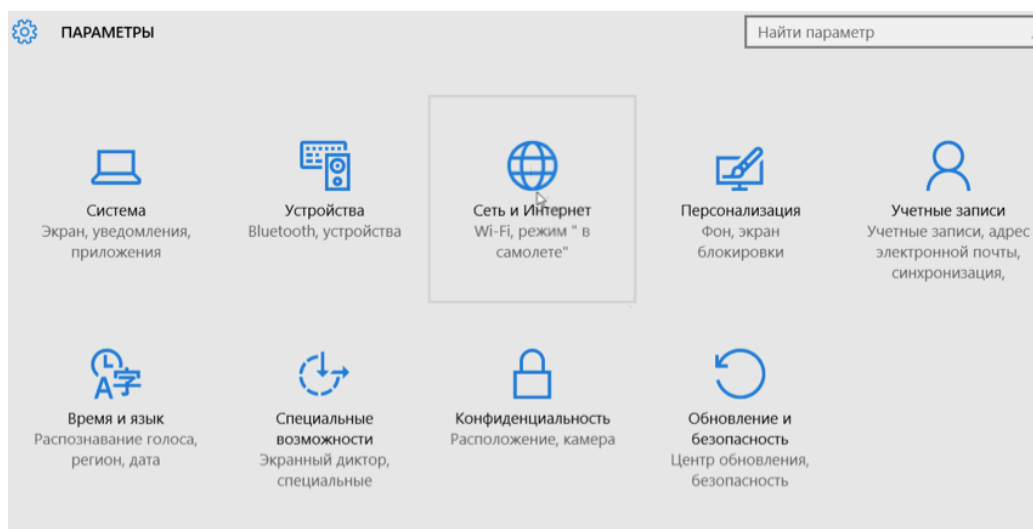 ПАРАМЕТРЫ
Найти параметр
Система
Экран, уведомления,
приложения
Устройства
Bluetooth, устройства
Сеть и Интернет
Wi-Fi, режим " в
самолете"
Персонализация
Фон, экран
блокировки
Учетные записи
Учетные записи, адрес
электронной почты,
синхронизация,
Время и язык
Распознавание голоса,
регион, дата
Специальные
возможности
Экранный диктор,
специальные
Конфиденциальность
Расположение, камера
Обновление и
безопасность
Центр обновления,
безопасность